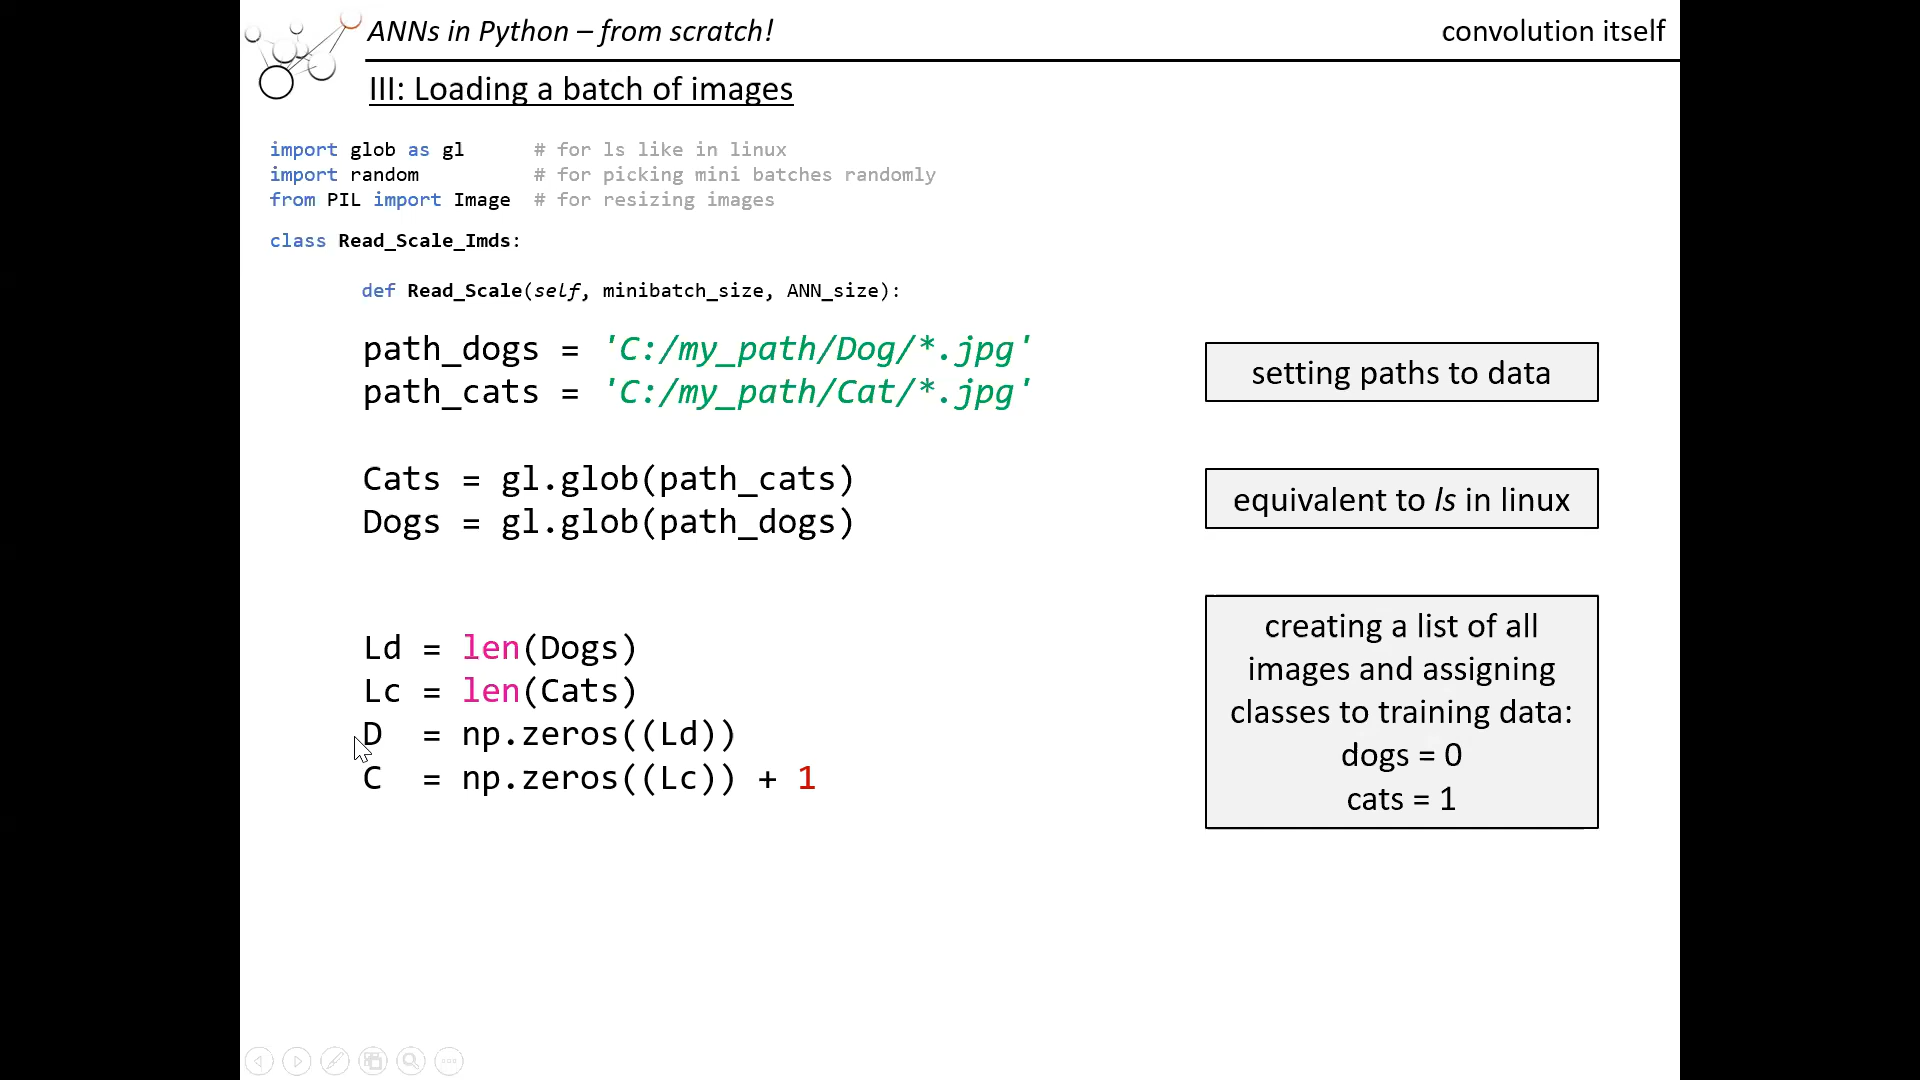 ANNs in Python – from scratch!
convolution itself
III: Loading a batch of images
import glob as gl # for ls like in linux
import random # for picking mini batches randomly
from PIL import Image # for resizing images
class Read_Scale_Imds:
def Read_Scale(self, minibatch_size, ANN_size):
path_dogs = 'C:/my_path/Dog/*.jpg'
path_cats = 'C:/my_path/Cat/*.jpg'
setting paths to data
Cats = gl.glob(path_cats)
Dogs = gl.glob(path_dogs)
equivalent to ls in linux
Ld = len(Dogs)
Lc = len(Cats)
D = np.zeros((Ld))
C = np.zeros((Lc)) + 1
creating a list of all
images and assigning
classes to training data:
dogs = 0
cats = 1